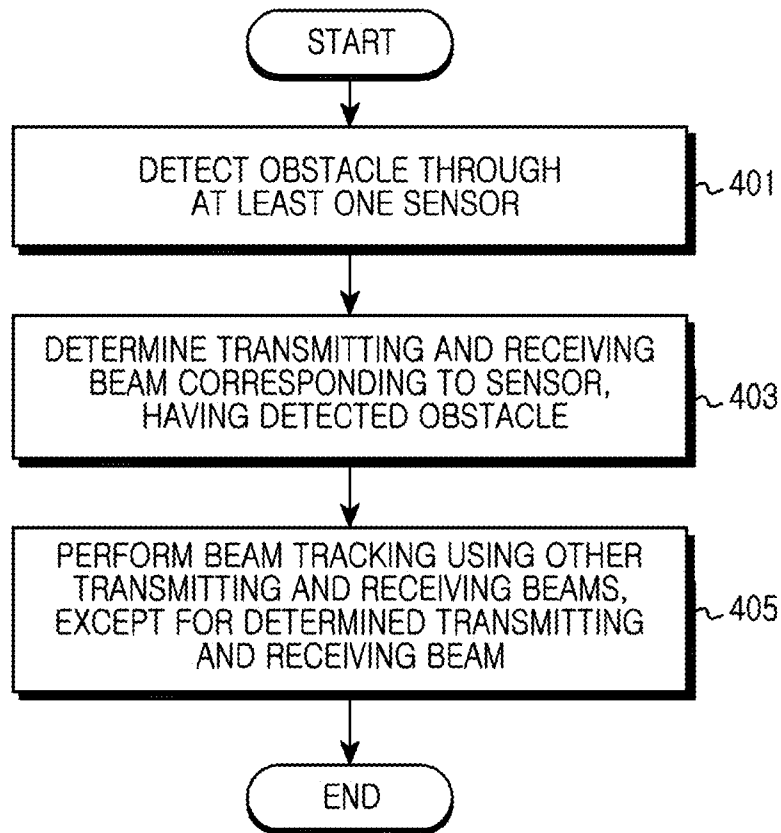 START
DETECT OBSTACLE THROUGH
AT LEAST ONE SENSOR
401
DETERMINE TRANSMITTING AND RECEIVING
BEAM CORRESPONDING TO SENSOR,
HAVING DETECTED OBSTACLE
403
PERFORM BEAM TRACKING USING OTHER
TRANSMITTING AND RECEIVING BEAMS,
EXCEPT FOR DETERMINED TRANSMITTING
AND RECEIVING BEAM
405
END